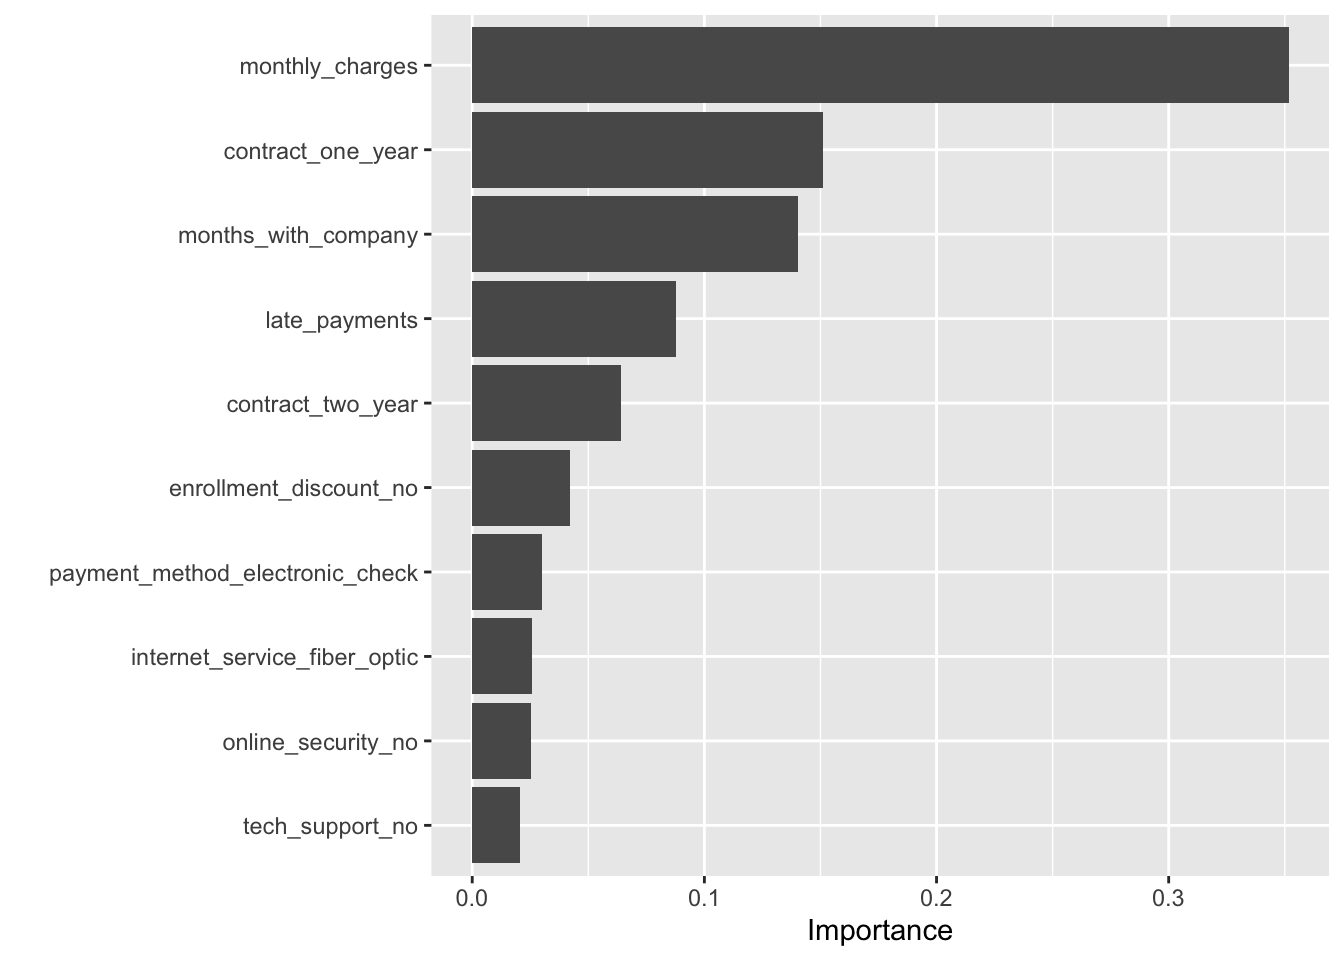 monthly_charges
contract_one_year
months_with_company
late_payments
contract_two_year
enrollment_discount_no
payment_method_electronic_check
internet_service_fiber_optic
online_security_no
tech_support_no
0.0 0.1 0.2 0.3
Importance